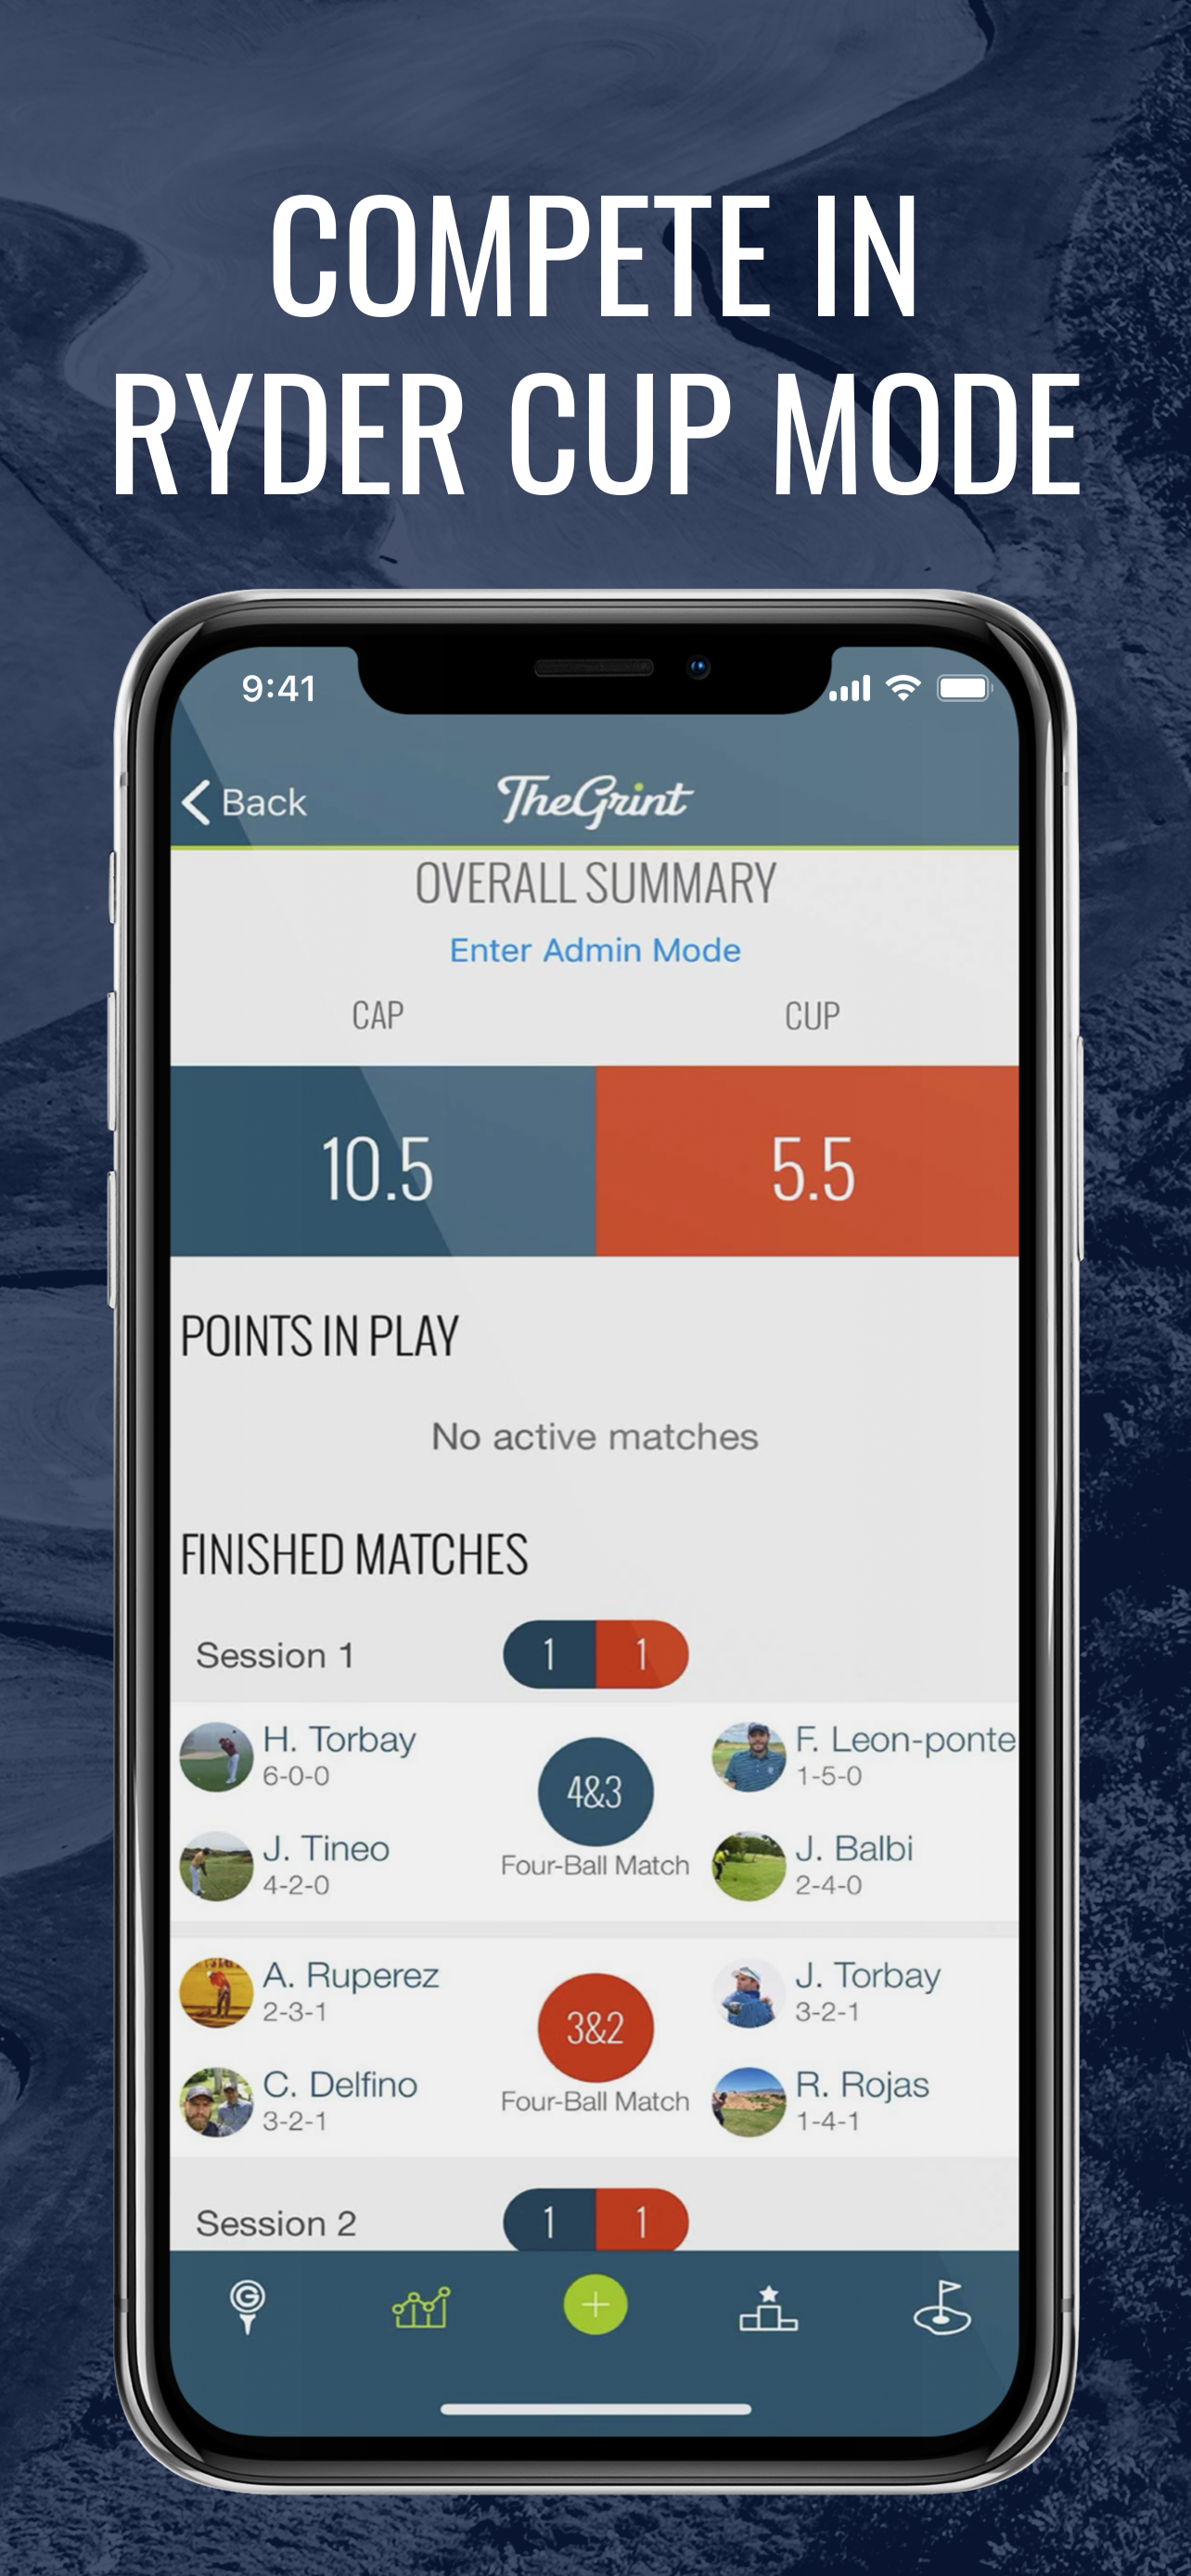 COMPETE IN
RYDER CUP MODE
9:41
Back
TheGrint
OVERALL SUMMARY
Enter Admin Mode
CAP
CUP
10.5
5.5
POINTS IN PLAY
No active matches
FINISHED MATCHES
Session 1
1
1
H. Torbay
6-0-0
J. Tineo
4-2-0
4&3
Four-Ball Match
F. Leon-ponte
1-5-0
J. Balbi
2-4-0
A. Ruperez
2-3-1
C. Delfino
3-2-1
3&2
Four-Ball Match
J. Torbay
3-2-1
R. Rojas
1-4-1
Session 2
1
1
G